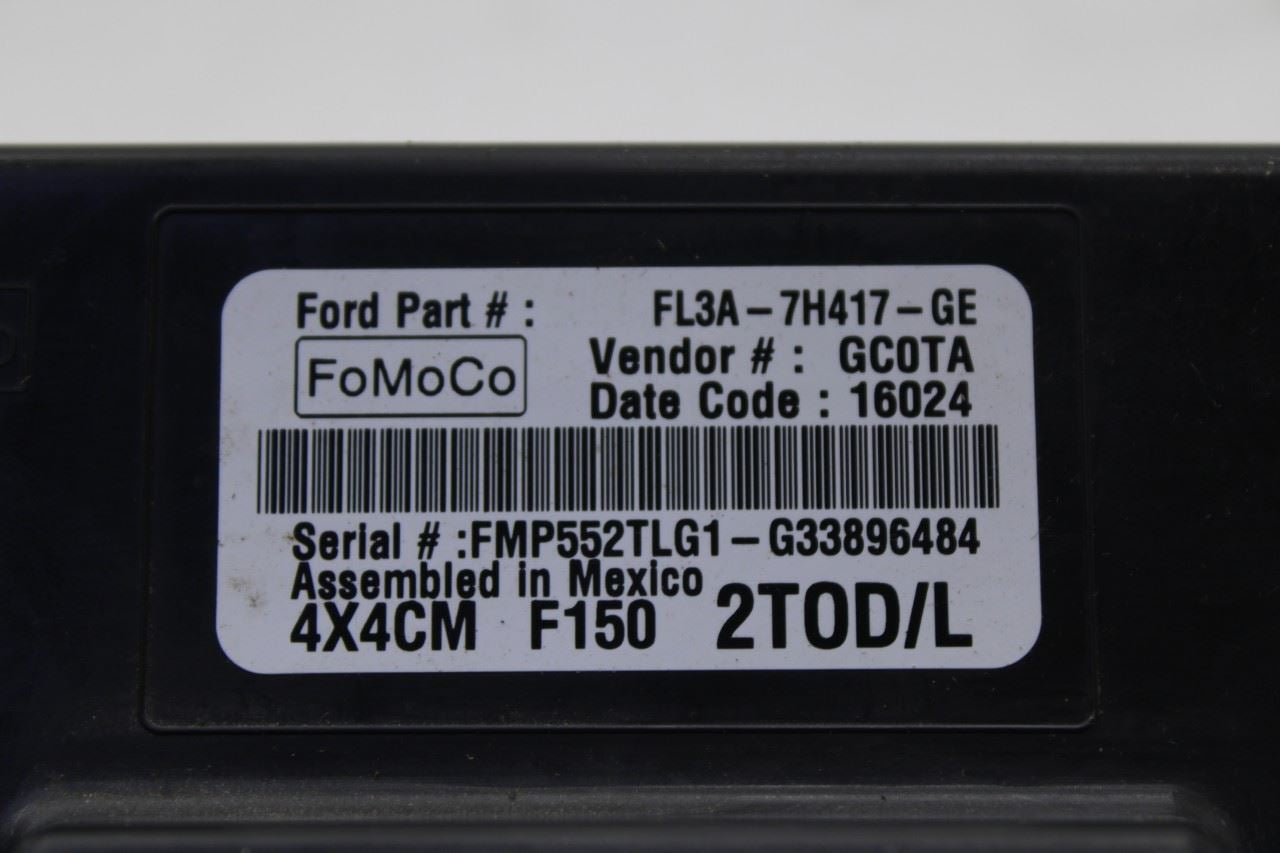 Ford Part # : FL3A-7H417-GE
FoMoCo
Vendor # : GC0TA
Date Code : 16024
Serial # :FMP552TLG1-G33896484
Assembled in Mexico
4X4CM F150 2TOD/L